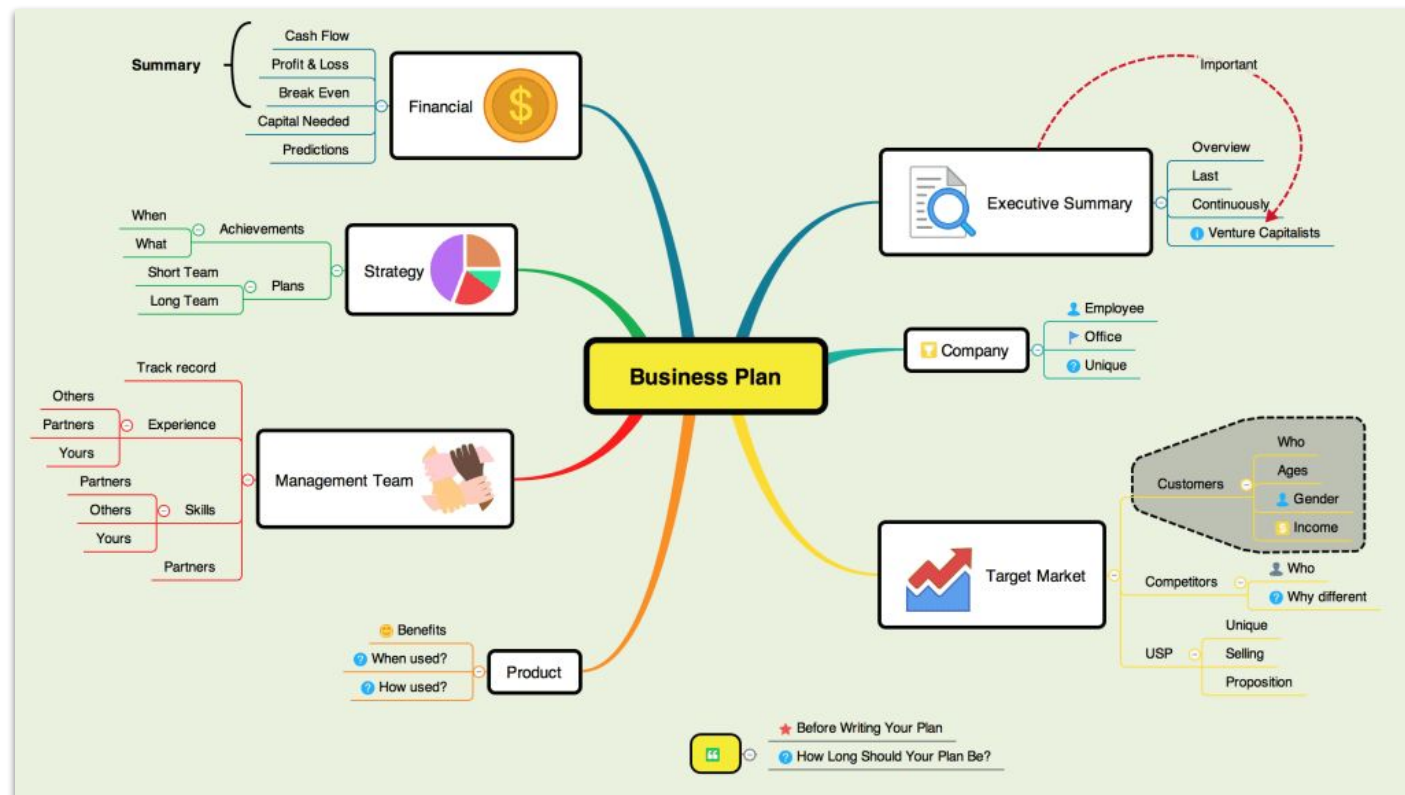 Business Plan
Executive Summary
Important
Overview
Last
Continuously
Venture Capitalists
Company
Employee
Office
Unique
Target Market
Customers
Who
Ages
Gender
$
Income
Competitors
Who
? Why different
USP
Unique
Selling
Proposition
Financial
$
Summary
Cash Flow
Profit & Loss
Break Even
Capital Needed
Predictions
Strategy
Achievements
When
What
Plans
Short Team
Long Team
Management Team
Track record
Experience
Others
Partners
Yours
Skills
Partners
Others
Yours
Partners
Product
Benefits
When used?
How used?
Before Writing Your Plan
How Long Should Your Plan Be?